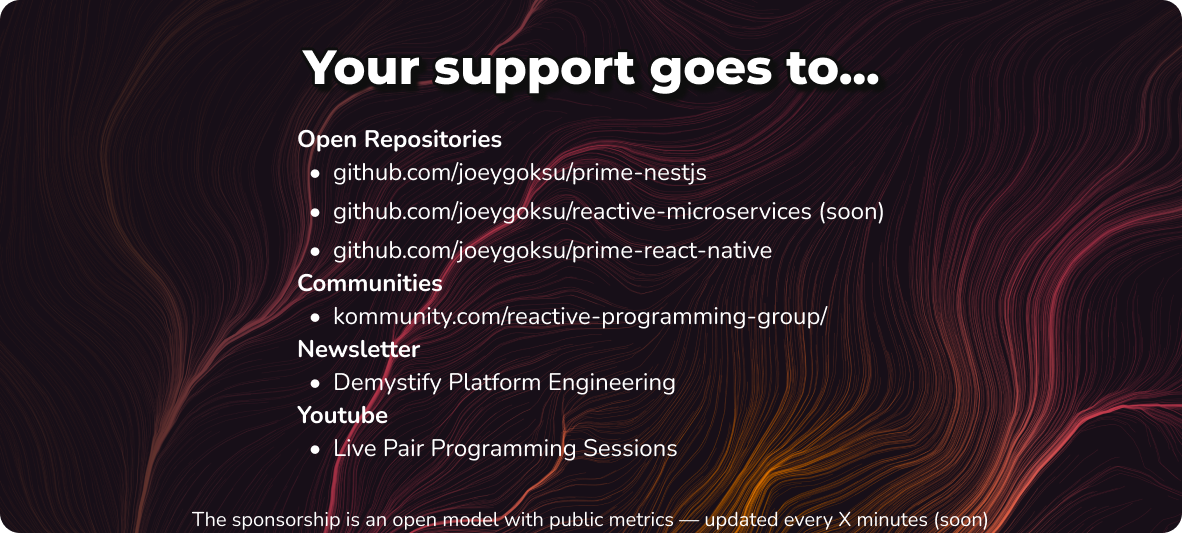 Your support goes to...
Open Repositories
• github.com/joeygoksu/prime-nestjs
• github.com/joeygoksu/reactive-microservices (soon)
• github.com/joeygoksu/prime-react-native
Communities
• kommunity.com/reactive-programming-group/
Newsletter
• Demystify Platform Engineering
Youtube
• Live Pair Programming Sessions
The sponsorship is an open model with public metrics — updated every X minutes (soon)